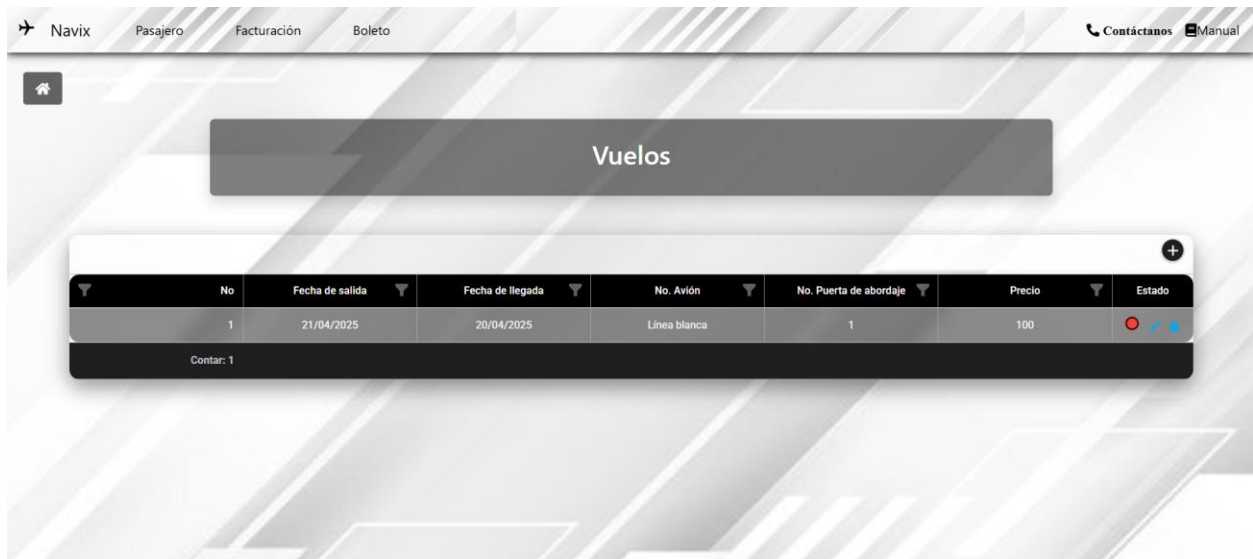 Navix Pasajero Facturación Boleto Contáctanos Manual
Vuelos
No Fecha de salida Fecha de llegada No. Avión No. Puerta de abordaje Precio Estado
1 21/04/2025 20/04/2025 Línea blanca 1 100
Contar: 1